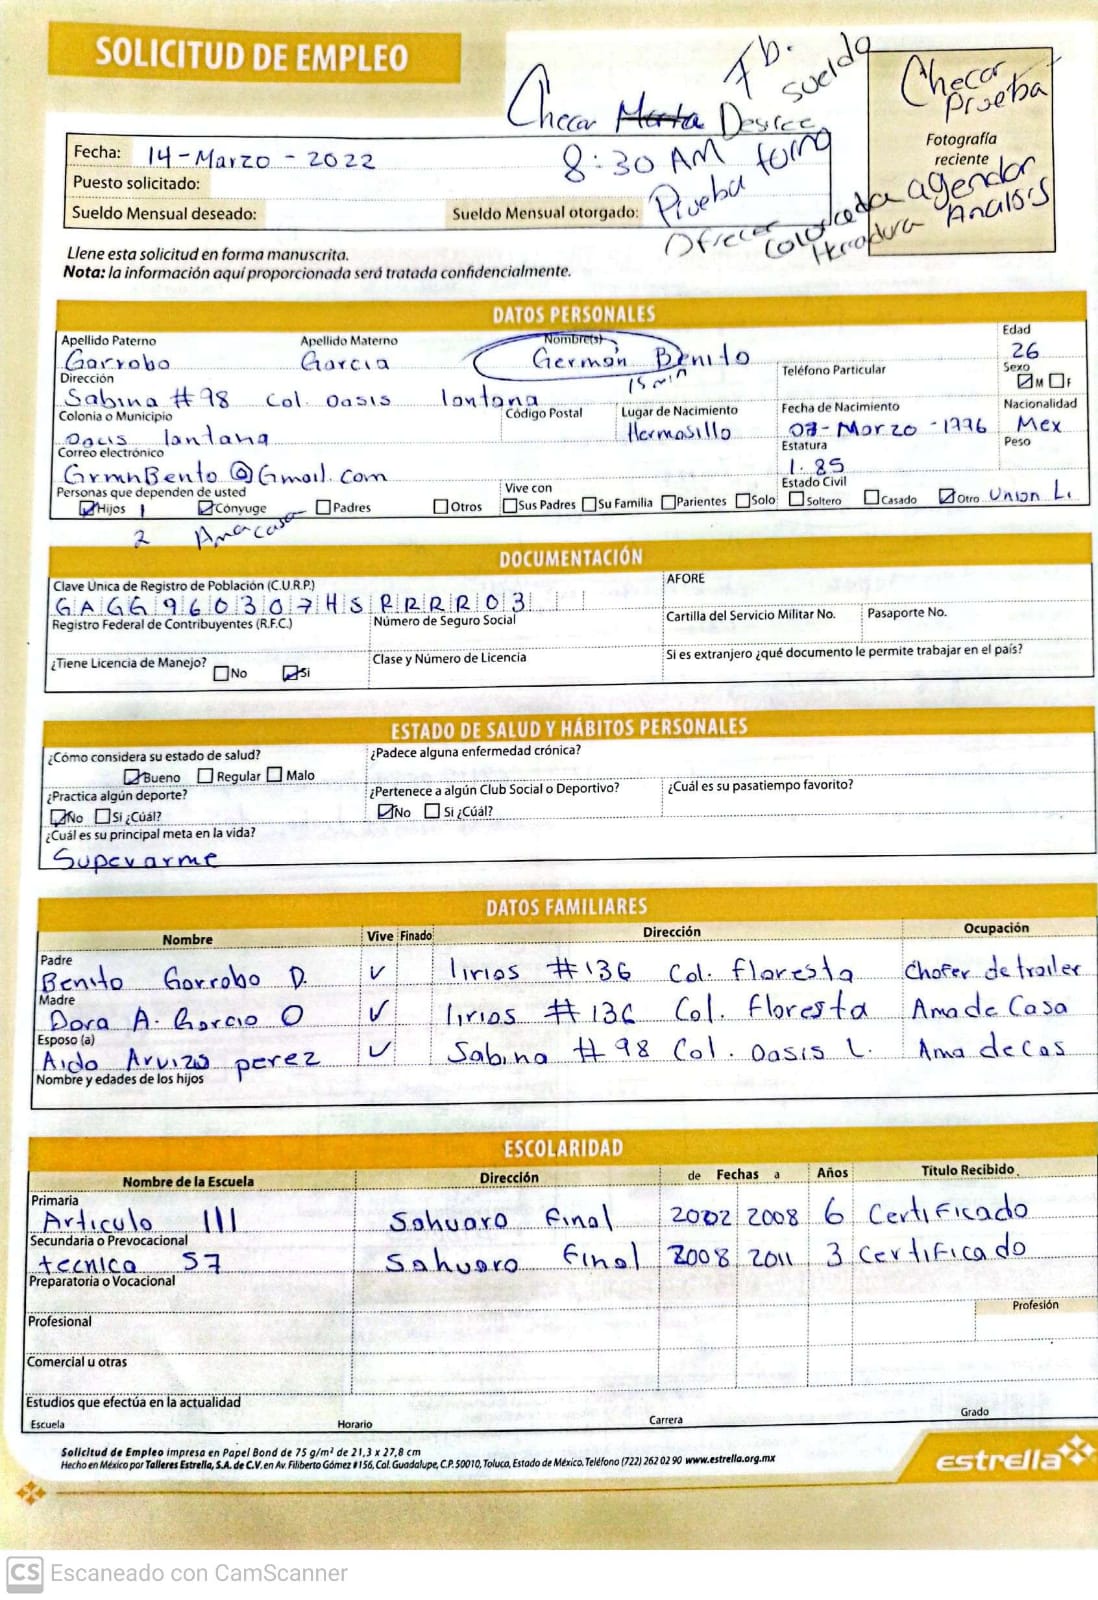 SOLICITUD DE EMPLEO
Fb.
sueldo
Checar Marta Desiree
8:30 AM
Prueba torno
Ofrecer colorceda agendar
Herradura Analisis
Checar
Prueba
Fotografía
reciente
Fecha: 14-Marzo-2022
Puesto solicitado:
Sueldo Mensual deseado: Sueldo Mensual otorgado:
Llene esta solicitud en forma manuscrita.
Nota: la información aquí proporcionada será tratada confidencialmente.
DATOS PERSONALES
Apellido Paterno Apellido Materno Nombre(s) Edad
Garrobo Garcia Germán Benito 26
15 min
Dirección Teléfono Particular Sexo
Sabina #98 Col. Oasis lantana M F
Colonia o Municipio Código Postal Lugar de Nacimiento Fecha de Nacimiento Nacionalidad
oacis lantana Hermosillo 07-Marzo-1996 Mex
Correo electrónico Estatura Peso
GrmnBento@Gmail.com 1.85
Personas que dependen de usted Vive con Estado Civil
Hijos 1 Cónyuge Padres Otros Sus Padres Su Familia Parientes Solo Soltero Casado Otro Union L.
2 Ama casa
DOCUMENTACIÓN
Clave Única de Registro de Población (C.U.R.P.) AFORE
GAGG960307HSRRRR03
Registro Federal de Contribuyentes (R.F.C.) Número de Seguro Social Cartilla del Servicio Militar No. Pasaporte No.
¿Tiene Licencia de Manejo? No Si Clase y Número de Licencia Si es extranjero ¿qué documento le permite trabajar en el país?
ESTADO DE SALUD Y HÁBITOS PERSONALES
¿Cómo considera su estado de salud? ¿Padece alguna enfermedad crónica?
Bueno Regular Malo
¿Practica algún deporte? ¿Pertenece a algún Club Social o Deportivo? ¿Cuál es su pasatiempo favorito?
No Si ¿Cúál? No Si ¿Cúál?
¿Cuál es su principal meta en la vida?
Superarme
DATOS FAMILIARES
Nombre Vive Finado Dirección Ocupación
Padre
Benito Garrobo D. lirios #136 Col. floresta Chofer de trailer
Madre
Dora A. Garcia O lirios #136 Col. Floresta Ama de Casa
Esposo (a)
Aida Arvizo perez Sabina #98 Col. Oasis L. Ama de Cas
Nombre y edades de los hijos
ESCOLARIDAD
Nombre de la Escuela Dirección de Fechas a Años Título Recibido
Primaria
Articulo III Sahuaro Final 2002 2008 6 Certificado
Secundaria o Prevocacional
tecnica 57 Sahuaro Final 2008 2011 3 Certificado
Preparatoria o Vocacional
Profesional Profesión
Comercial u otras
Estudios que efectúa en la actualidad
Escuela Horario Carrera Grado
Solicitud de Empleo impresa en Papel Bond de 75 g/m² de 21,3 x 27,8 cm
Hecho en México por Talleres Estrella, S.A. de C.V. en Av. Filiberto Gómez #156, Col. Guadalupe, C.P. 50010, Toluca, Estado de México. Teléfono (722) 262 02 90 www.estrella.org.mx
estrella
CS Escaneado con CamScanner